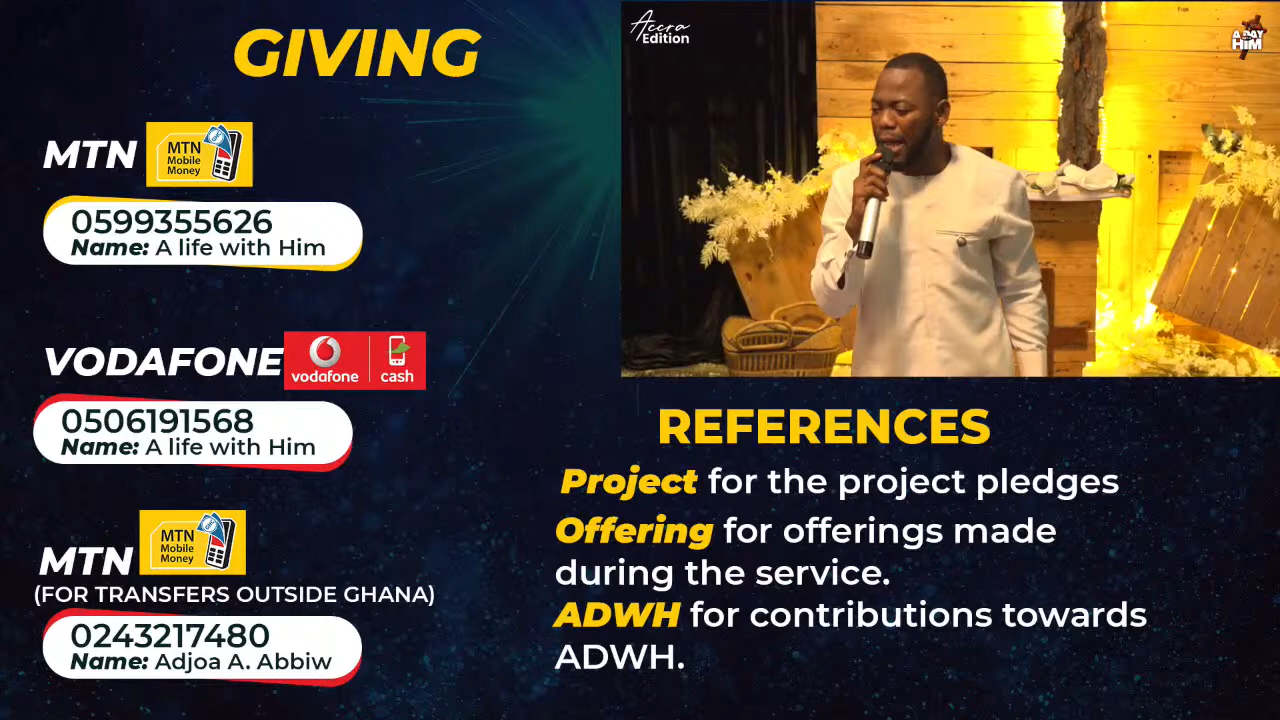 GIVING
MTN
MTN
Mobile
Money
0599355626
Name: A life with Him
VODAFONE
vodafone
cash
0506191568
Name: A life with Him
MTN
MTN
Mobile
Money
(FOR TRANSFERS OUTSIDE GHANA)
0243217480
Name: Adjoa A. Abbiw
Accra
Edition
A DAY
HIM
REFERENCES
Project for the project pledges
Offering for offerings made
during the service.
ADWH for contributions towards
ADWH.